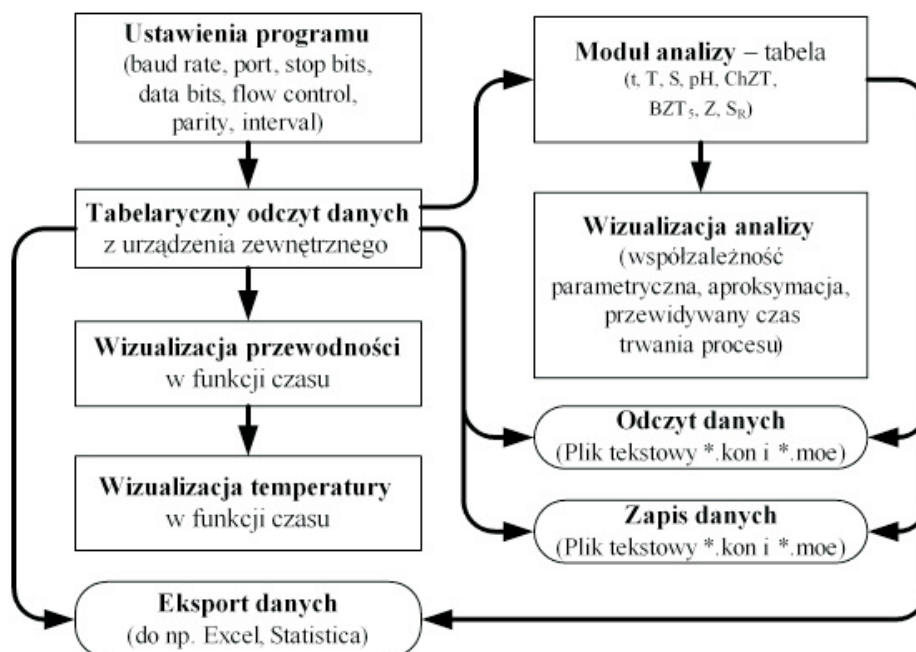 Ustawienia programu
(baud rate, port, stop bits,
data bits, flow control,
parity, interval)
Tabelaryczny odczyt danych
z urządzenia zewnętrznego
Wizualizacja przewodności
w funkcji czasu
Wizualizacja temperatury
w funkcji czasu
Eksport danych
(do np. Excel, Statistica)
Moduł analizy – tabela
(t, T, S, pH, ChZT,
BZT₅, Z, S_R)
Wizualizacja analizy
(współzależność
parametryczna, aproksymacja,
przewidywany czas
trwania procesu)
Odczyt danych
(Plik tekstowy *.kon i *.moe)
Zapis danych
(Plik tekstowy *.kon i *.moe)